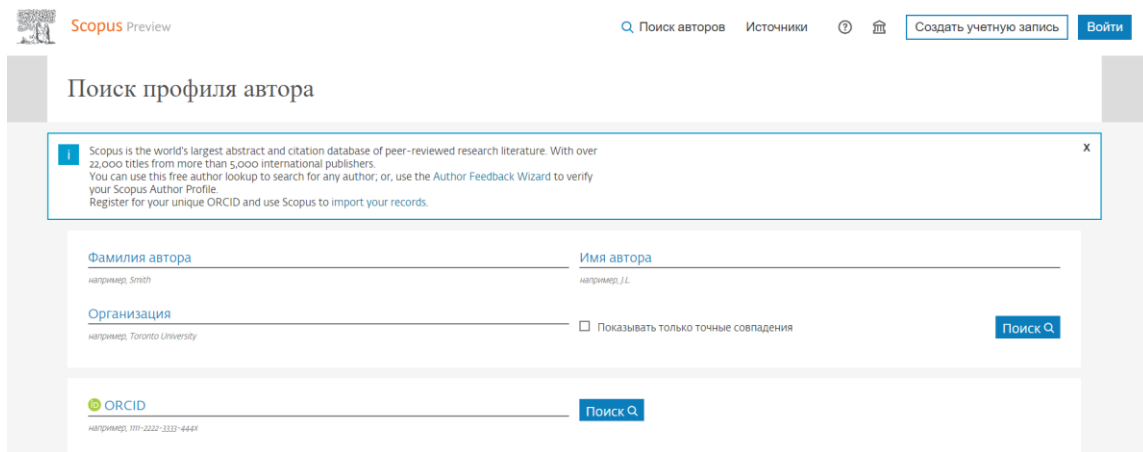 Scopus Preview
Поиск авторов Источники ? Создать учетную запись Войти
Поиск профиля автора
i
X
Scopus is the world's largest abstract and citation database of peer-reviewed research literature. With over
22,000 titles from more than 5,000 international publishers.
You can use this free author lookup to search for any author; or, use the Author Feedback Wizard to verify
your Scopus Author Profile.
Register for your unique ORCID and use Scopus to import your records.
Фамилия автора
например, Smith
Имя автора
например, J.L.
Организация
например, Toronto University
Показывать только точные совпадения
Поиск
iD ORCID
например, 1111-2222-3333-444x
Поиск